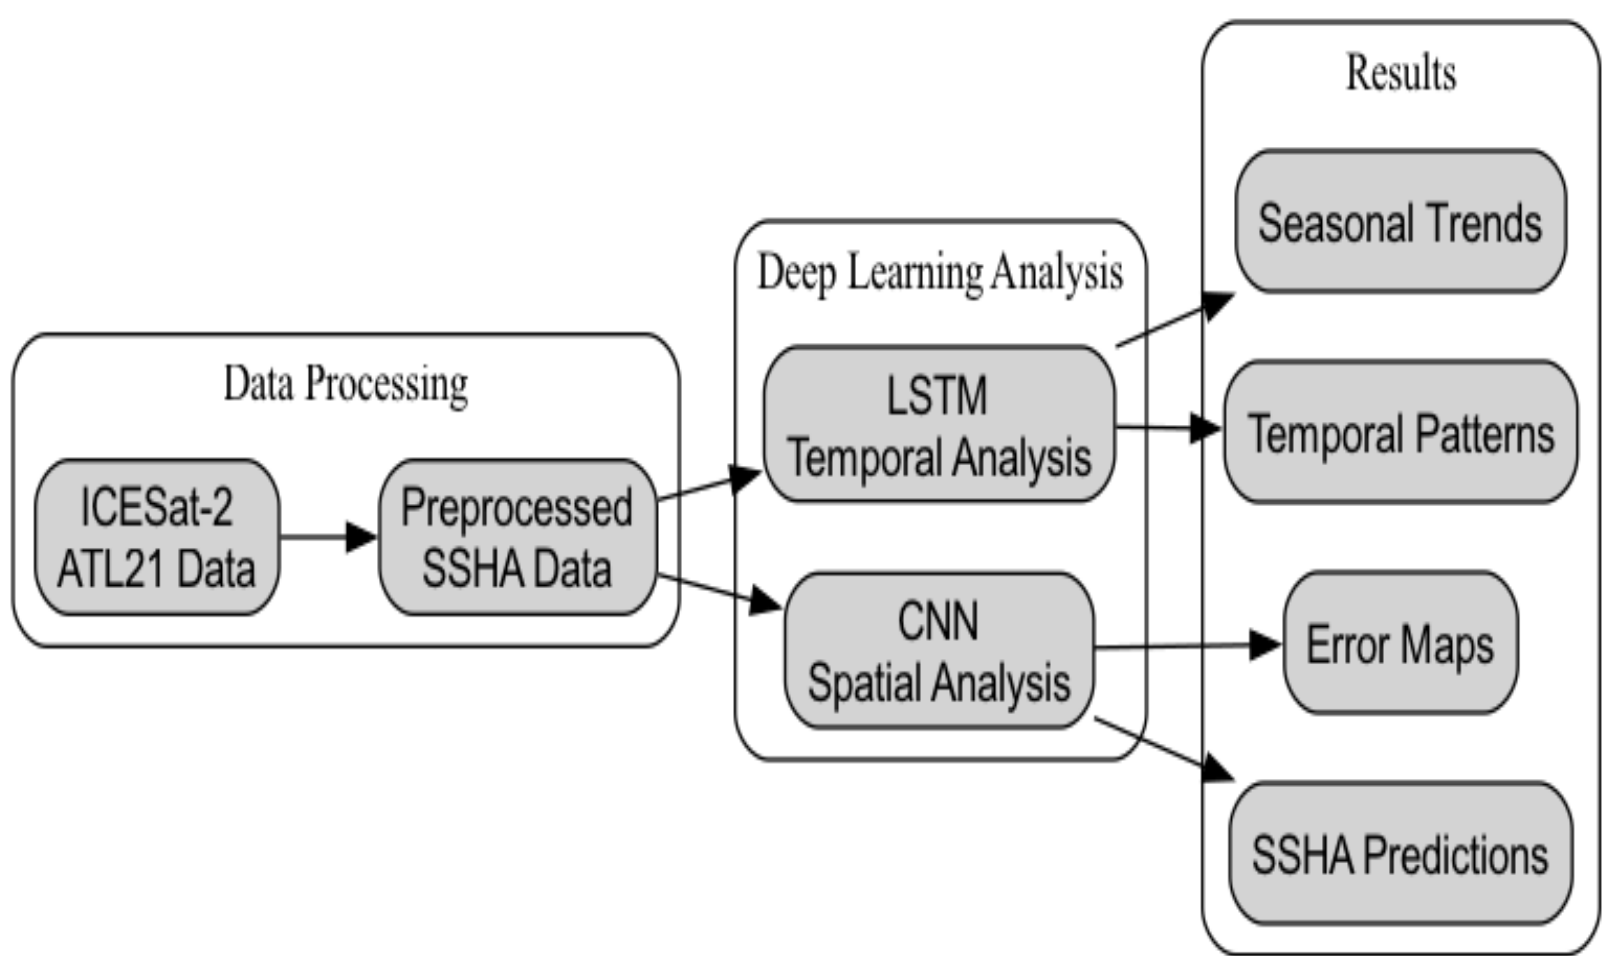 Data Processing
ICESat-2
ATL21 Data
Preprocessed
SSHA Data
Deep Learning Analysis
LSTM
Temporal Analysis
CNN
Spatial Analysis
Results
Seasonal Trends
Temporal Patterns
Error Maps
SSHA Predictions